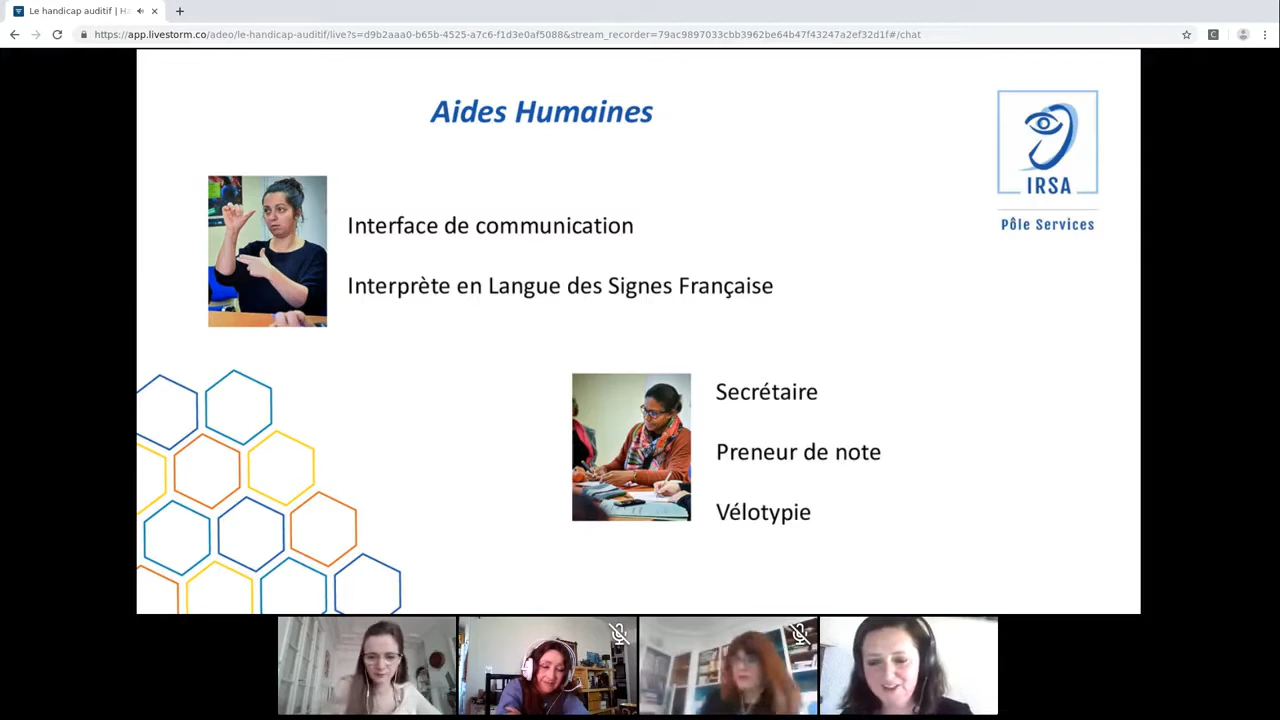 Le handicap auditif | Ha
https://app.livestorm.co/adeo/le-handicap-auditif/live?s=d9b2aaa0-b65b-4525-a7c6-f1d3e0af5088&stream_recorder=79ac9897033cbb3962be64b47f43247a2ef32d1f#/chat
Aides Humaines
IRSA
Pôle Services
Interface de communication
Interprète en Langue des Signes Française
Secrétaire
Preneur de note
Vélotypie